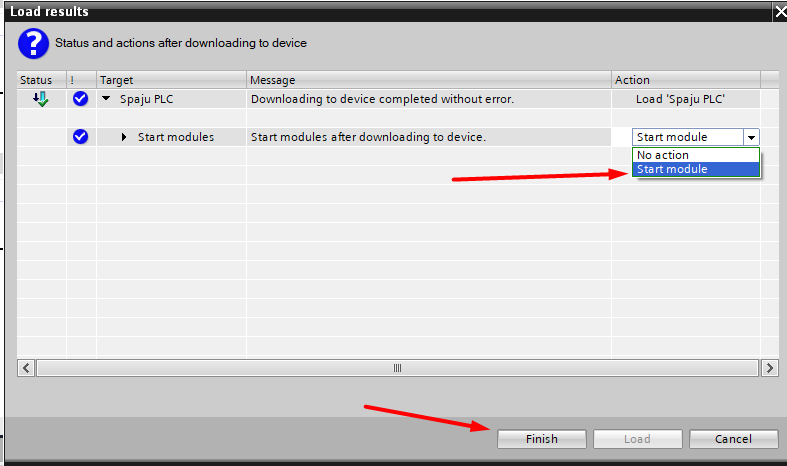 Load results
Status and actions after downloading to device
Status ! Target Message Action
Spaju PLC Downloading to device completed without error. Load 'Spaju PLC'
Start modules Start modules after downloading to device. Start module
No action
Start module
Finish Load Cancel